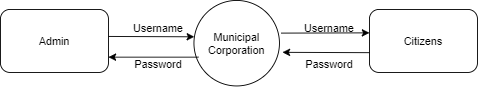 Username
Username
Admin
Municipal
Corporation
Citizens
Password
Password